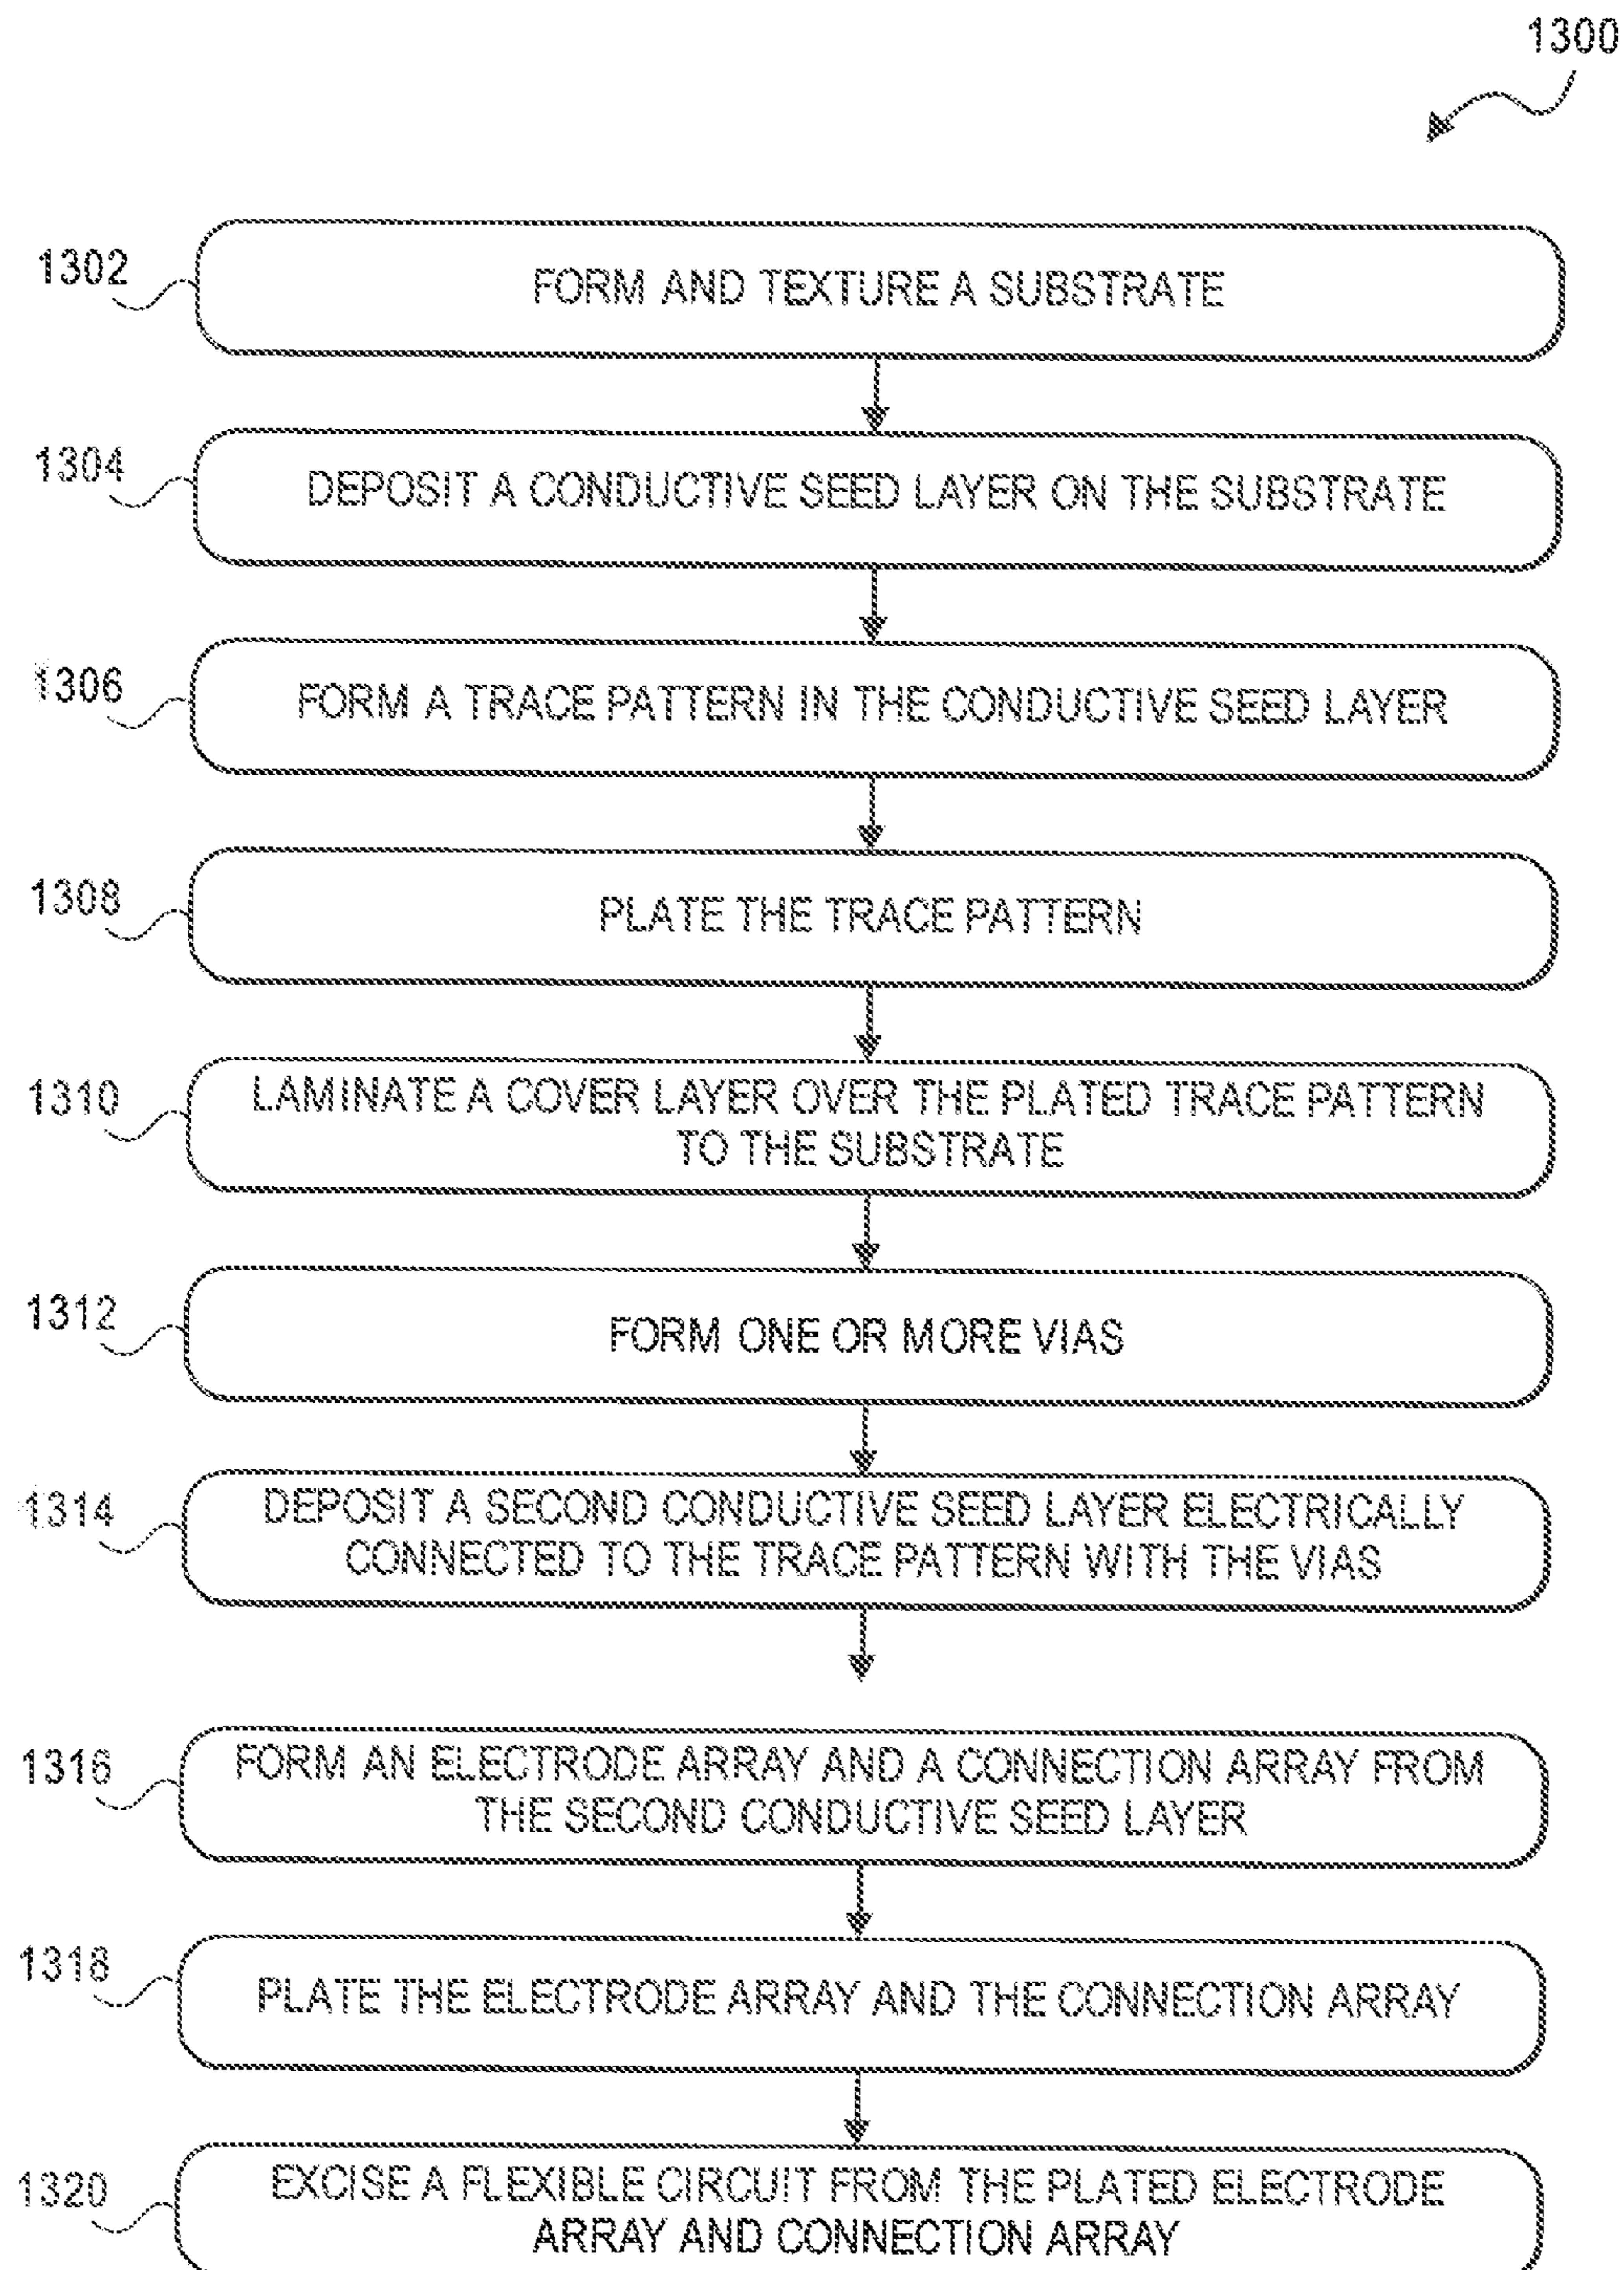 1300
1302
FORM AND TEXTURE A SUBSTRATE
1304
DEPOSIT A CONDUCTIVE SEED LAYER ON THE SUBSTRATE
1306
FORM A TRACE PATTERN IN THE CONDUCTIVE SEED LAYER
1308
PLATE THE TRACE PATTERN
1310
LAMINATE A COVER LAYER OVER THE PLATED TRACE PATTERN
TO THE SUBSTRATE
1312
FORM ONE OR MORE VIAS
1314
DEPOSIT A SECOND CONDUCTIVE SEED LAYER ELECTRICALLY
CONNECTED TO THE TRACE PATTERN WITH THE VIAS
1316
FORM AN ELECTRODE ARRAY AND A CONNECTION ARRAY FROM
THE SECOND CONDUCTIVE SEED LAYER
1318
PLATE THE ELECTRODE ARRAY AND THE CONNECTION ARRAY
1320
EXCISE A FLEXIBLE CIRCUIT FROM THE PLATED ELECTRODE
ARRAY AND CONNECTION ARRAY